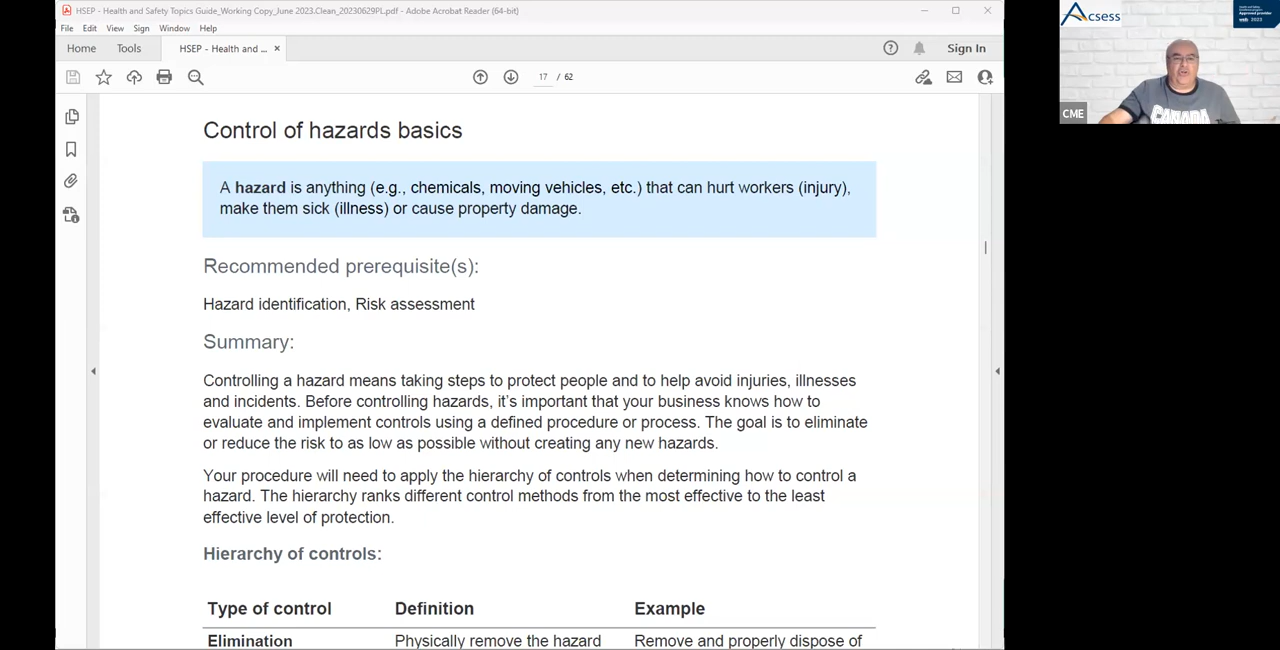 HSEP - Health and Safety Topics Guide_Working Copy_June 2023.Clean_20230629PL.pdf - Adobe Acrobat Reader (64-bit)
File Edit View Sign Window Help
Home Tools HSEP - Health and ... × Sign In
17 / 62
Control of hazards basics
A hazard is anything (e.g., chemicals, moving vehicles, etc.) that can hurt workers (injury),
make them sick (illness) or cause property damage.
Recommended prerequisite(s):
Hazard identification, Risk assessment
Summary:
Controlling a hazard means taking steps to protect people and to help avoid injuries, illnesses
and incidents. Before controlling hazards, it's important that your business knows how to
evaluate and implement controls using a defined procedure or process. The goal is to eliminate
or reduce the risk to as low as possible without creating any new hazards.
Your procedure will need to apply the hierarchy of controls when determining how to control a
hazard. The hierarchy ranks different control methods from the most effective to the least
effective level of protection.
Hierarchy of controls:
Type of control Definition Example
Elimination Physically remove the hazard Remove and properly dispose of
Acsess
Approved provider
wsib 2023
CANADA
CME